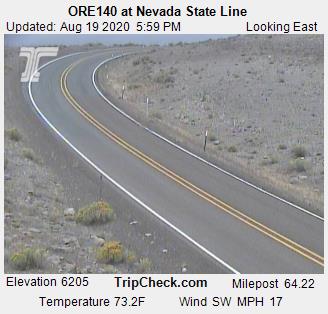 ORE140 at Nevada State Line
Updated: Aug 19 2020 5:59 PM Looking East
Elevation 6205 TripCheck.com Milepost 64.22
Temperature 73.2F Wind SW MPH 17